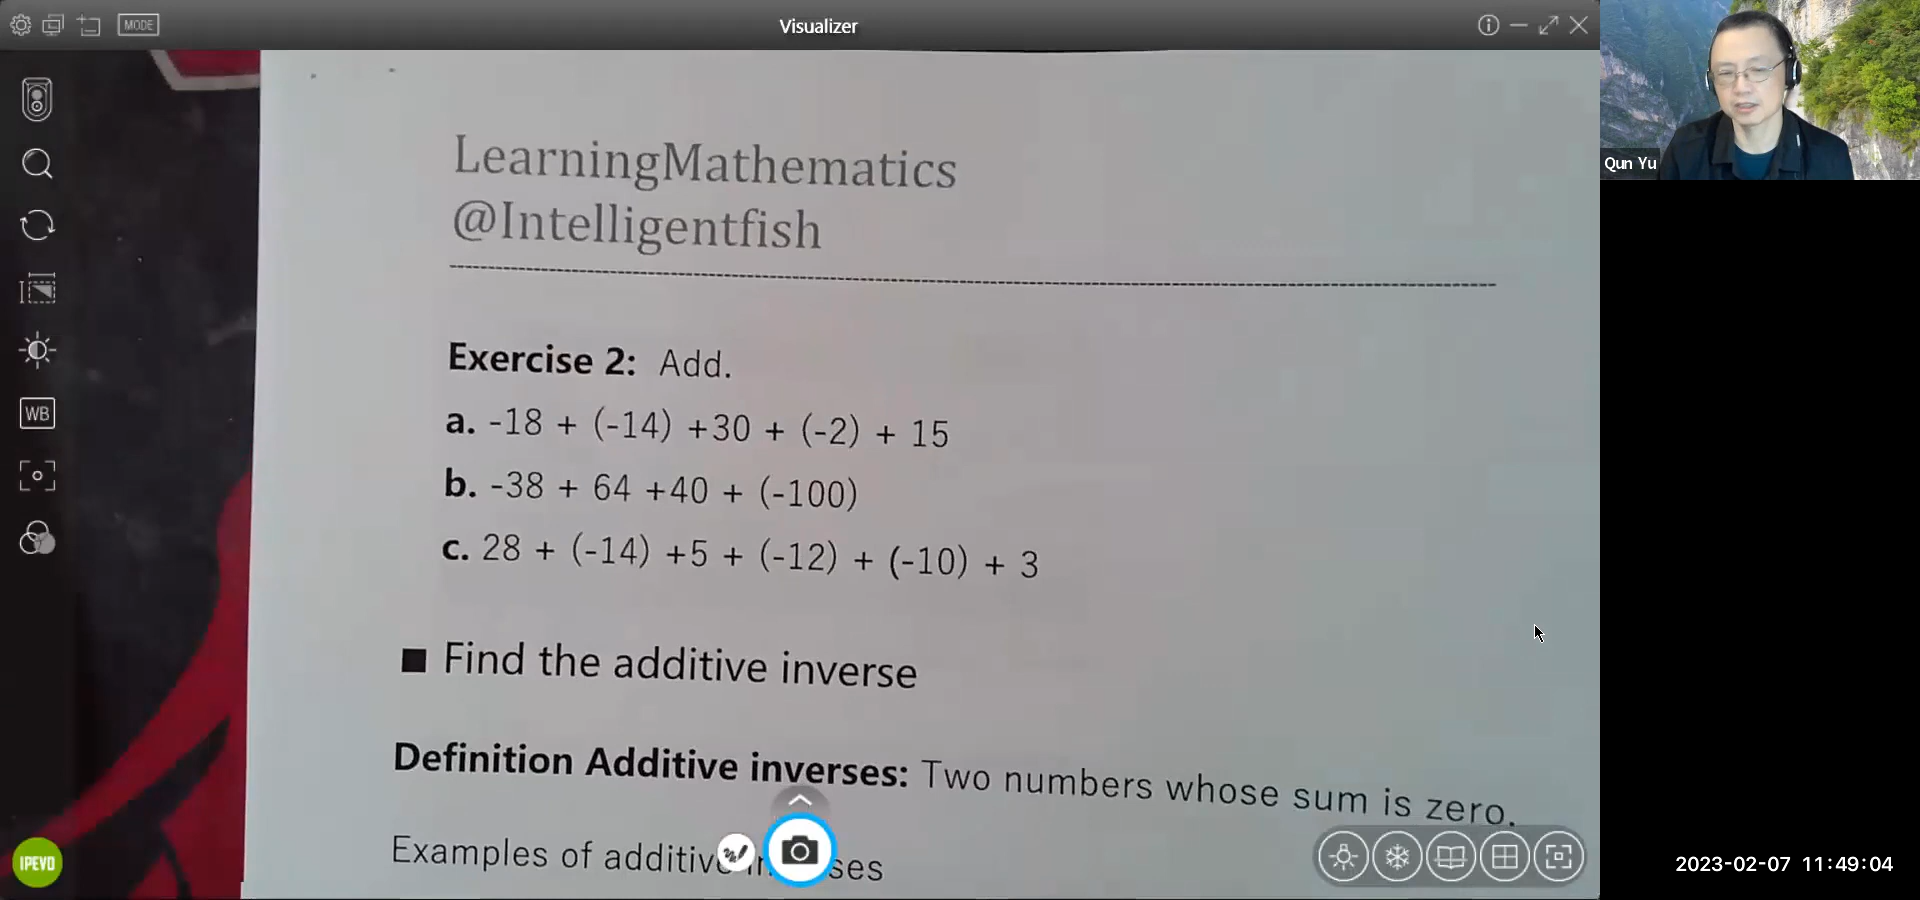 MODE
Visualizer
Qun Yu
LearningMathematics
@Intelligentfish
Exercise 2: Add.
a. -18 + (-14) +30 + (-2) + 15
b. -38 + 64 +40 + (-100)
c. 28 + (-14) +5 + (-12) + (-10) + 3
WB
■ Find the additive inverse
Definition Additive inverses: Two numbers whose sum is zero.
Examples of additive
IPEVO
2023-02-07 11:49:04